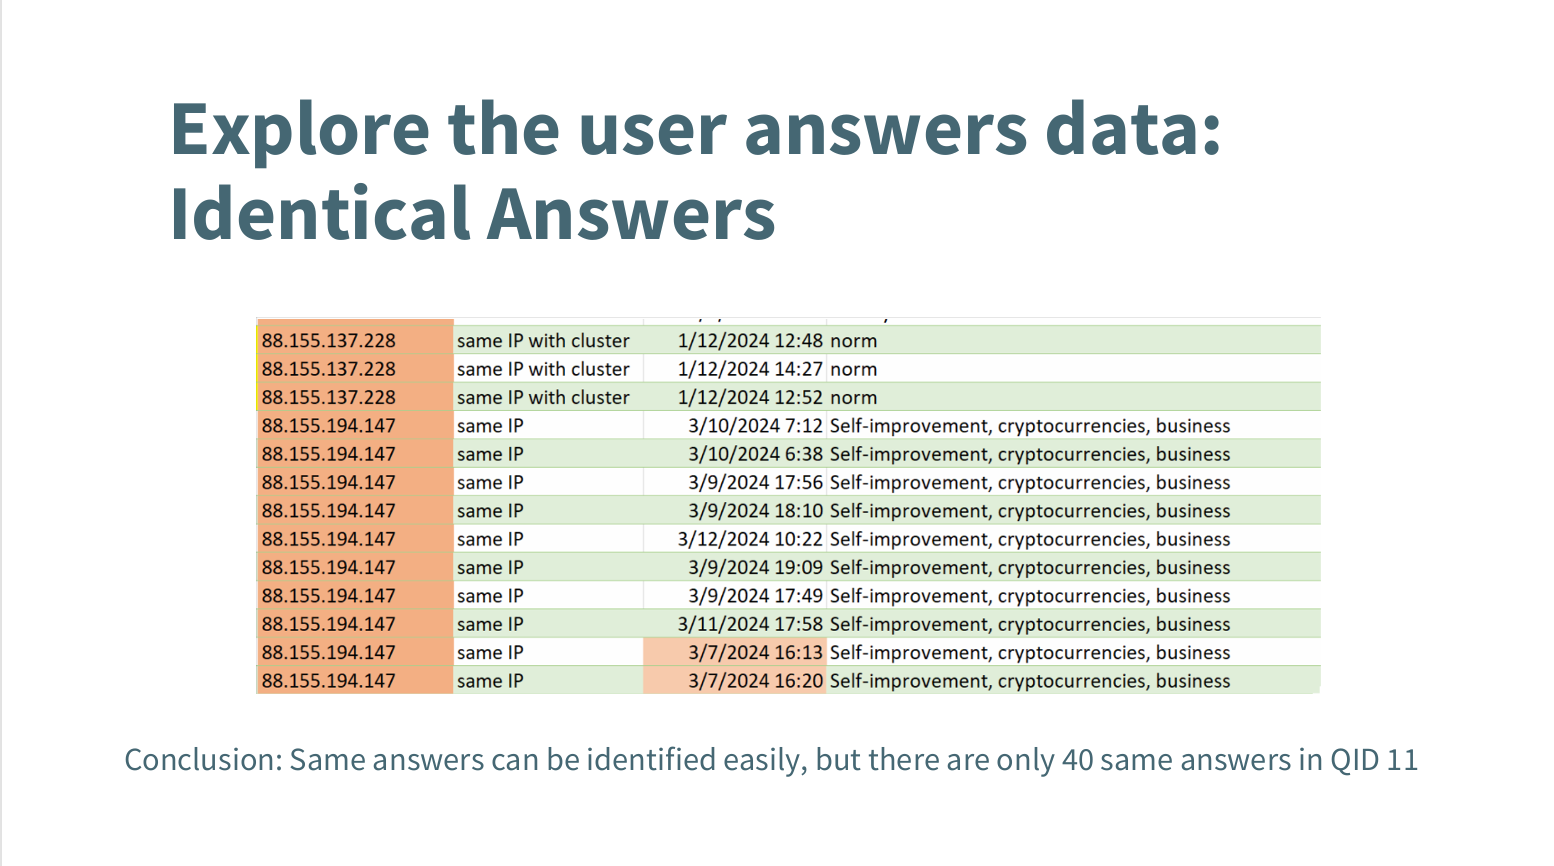 Explore the user answers data:
Identical Answers
88.155.137.228 same IP with cluster 1/12/2024 12:48 norm
88.155.137.228 same IP with cluster 1/12/2024 14:27 norm
88.155.137.228 same IP with cluster 1/12/2024 12:52 norm
88.155.194.147 same IP 3/10/2024 7:12 Self-improvement, cryptocurrencies, business
88.155.194.147 same IP 3/10/2024 6:38 Self-improvement, cryptocurrencies, business
88.155.194.147 same IP 3/9/2024 17:56 Self-improvement, cryptocurrencies, business
88.155.194.147 same IP 3/9/2024 18:10 Self-improvement, cryptocurrencies, business
88.155.194.147 same IP 3/12/2024 10:22 Self-improvement, cryptocurrencies, business
88.155.194.147 same IP 3/9/2024 19:09 Self-improvement, cryptocurrencies, business
88.155.194.147 same IP 3/9/2024 17:49 Self-improvement, cryptocurrencies, business
88.155.194.147 same IP 3/11/2024 17:58 Self-improvement, cryptocurrencies, business
88.155.194.147 same IP 3/7/2024 16:13 Self-improvement, cryptocurrencies, business
88.155.194.147 same IP 3/7/2024 16:20 Self-improvement, cryptocurrencies, business
Conclusion: Same answers can be identified easily, but there are only 40 same answers in QID 11